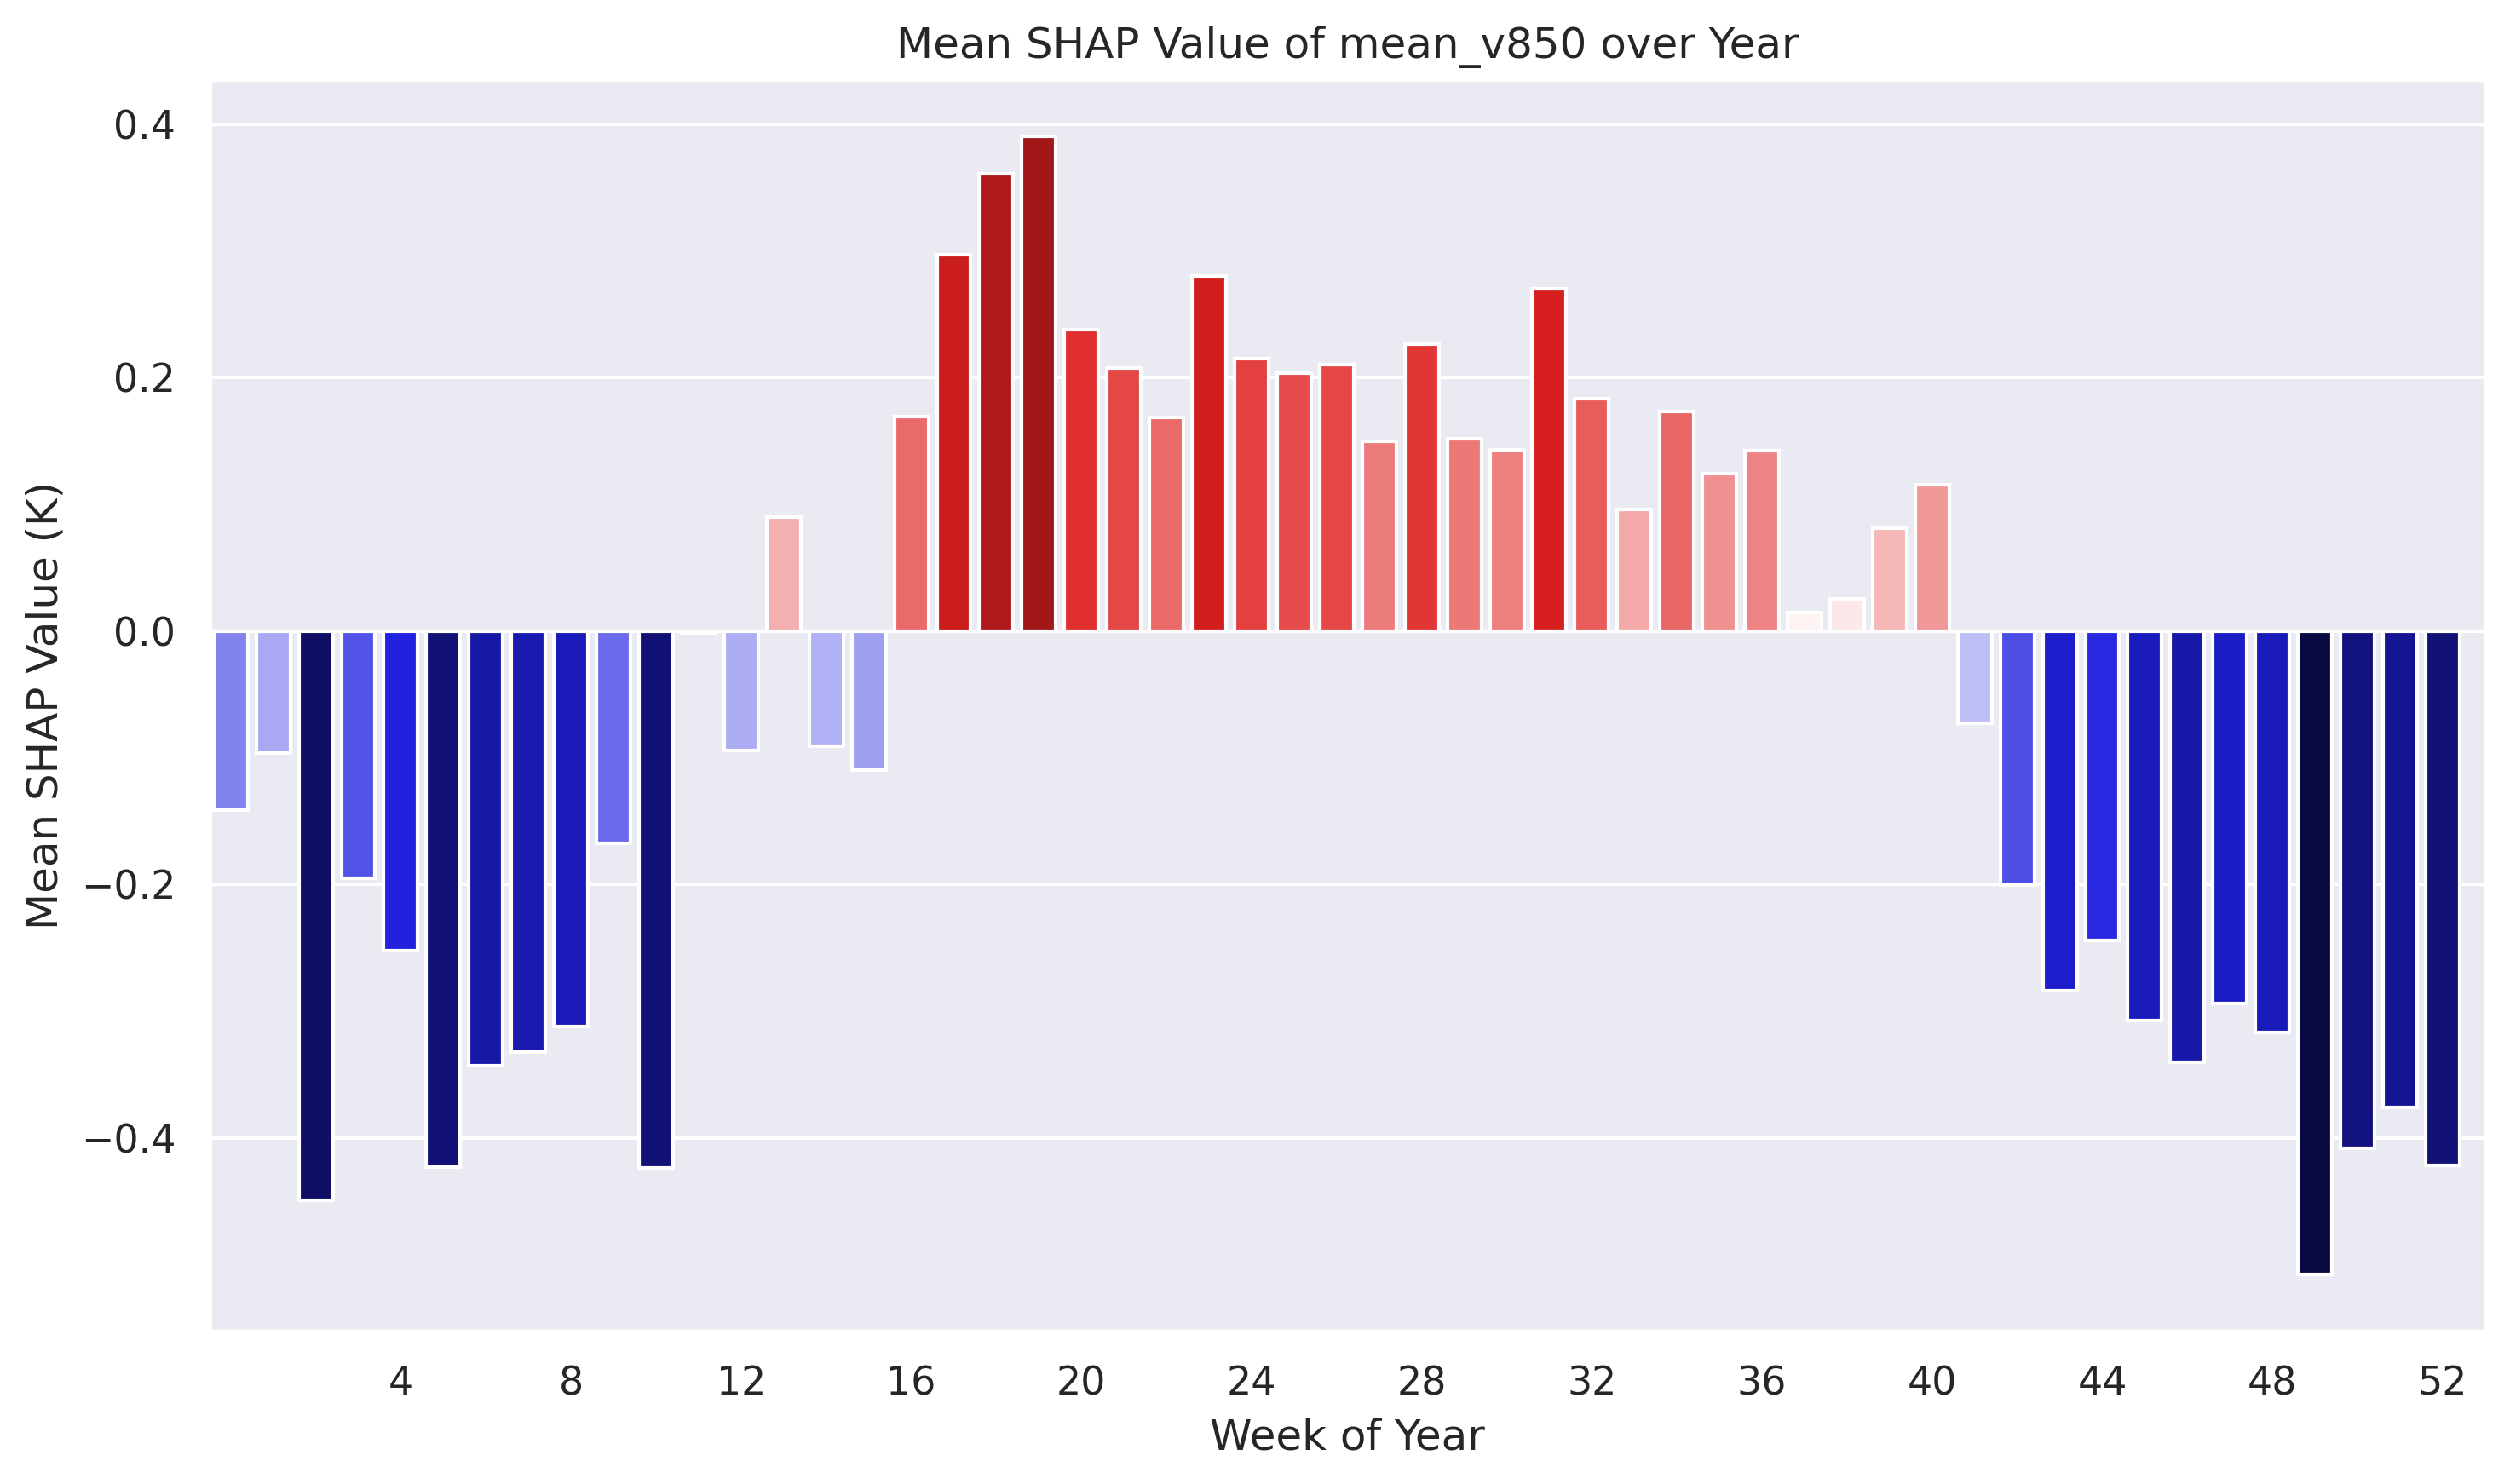 Mean SHAP Value of mean_v850 over Year
Mean SHAP Value (K)
0.4
0.2
0.0
−0.2
−0.4
4 8 12 16 20 24 28 32 36 40 44 48 52
Week of Year